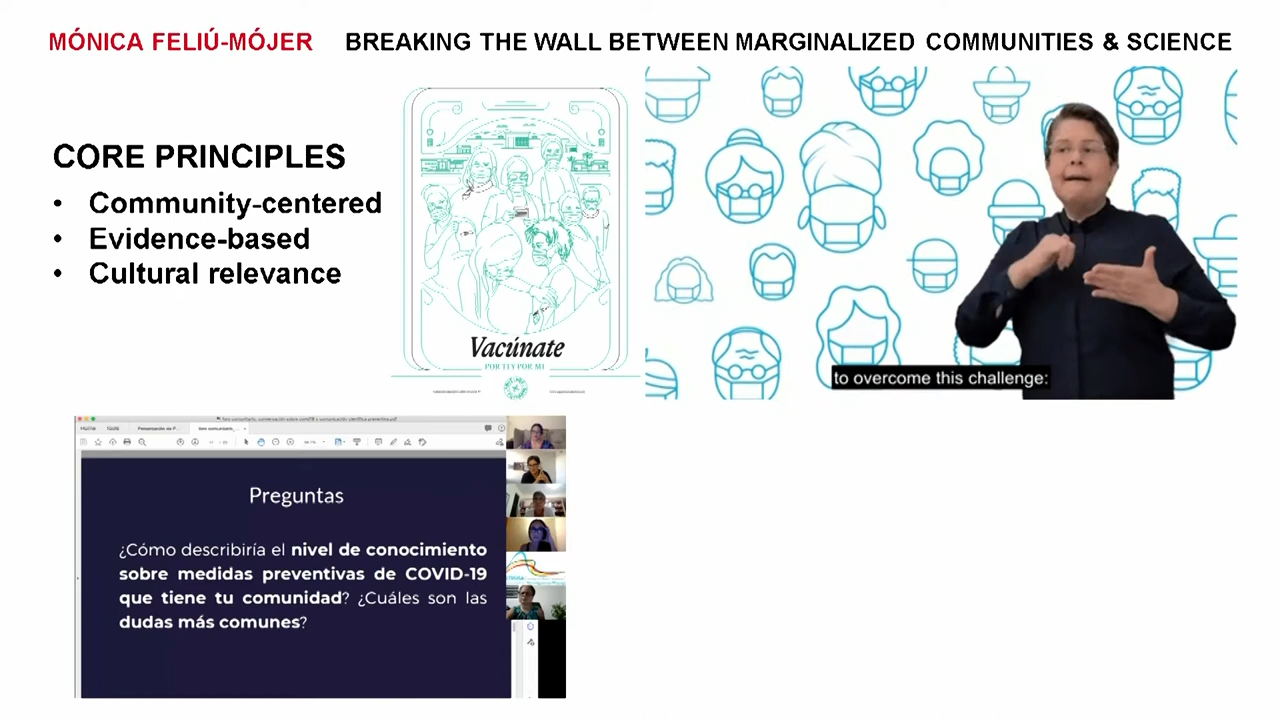 MÓNICA FELIÚ-MÓJER BREAKING THE WALL BETWEEN MARGINALIZED COMMUNITIES & SCIENCE
CORE PRINCIPLES
• Community-centered
• Evidence-based
• Cultural relevance
Vacúnate
POR TI Y POR MI
to overcome this challenge:
Preguntas
¿Cómo describiría el nivel de conocimiento
sobre medidas preventivas de COVID-19
que tiene tu comunidad? ¿Cuáles son las
dudas más comunes?